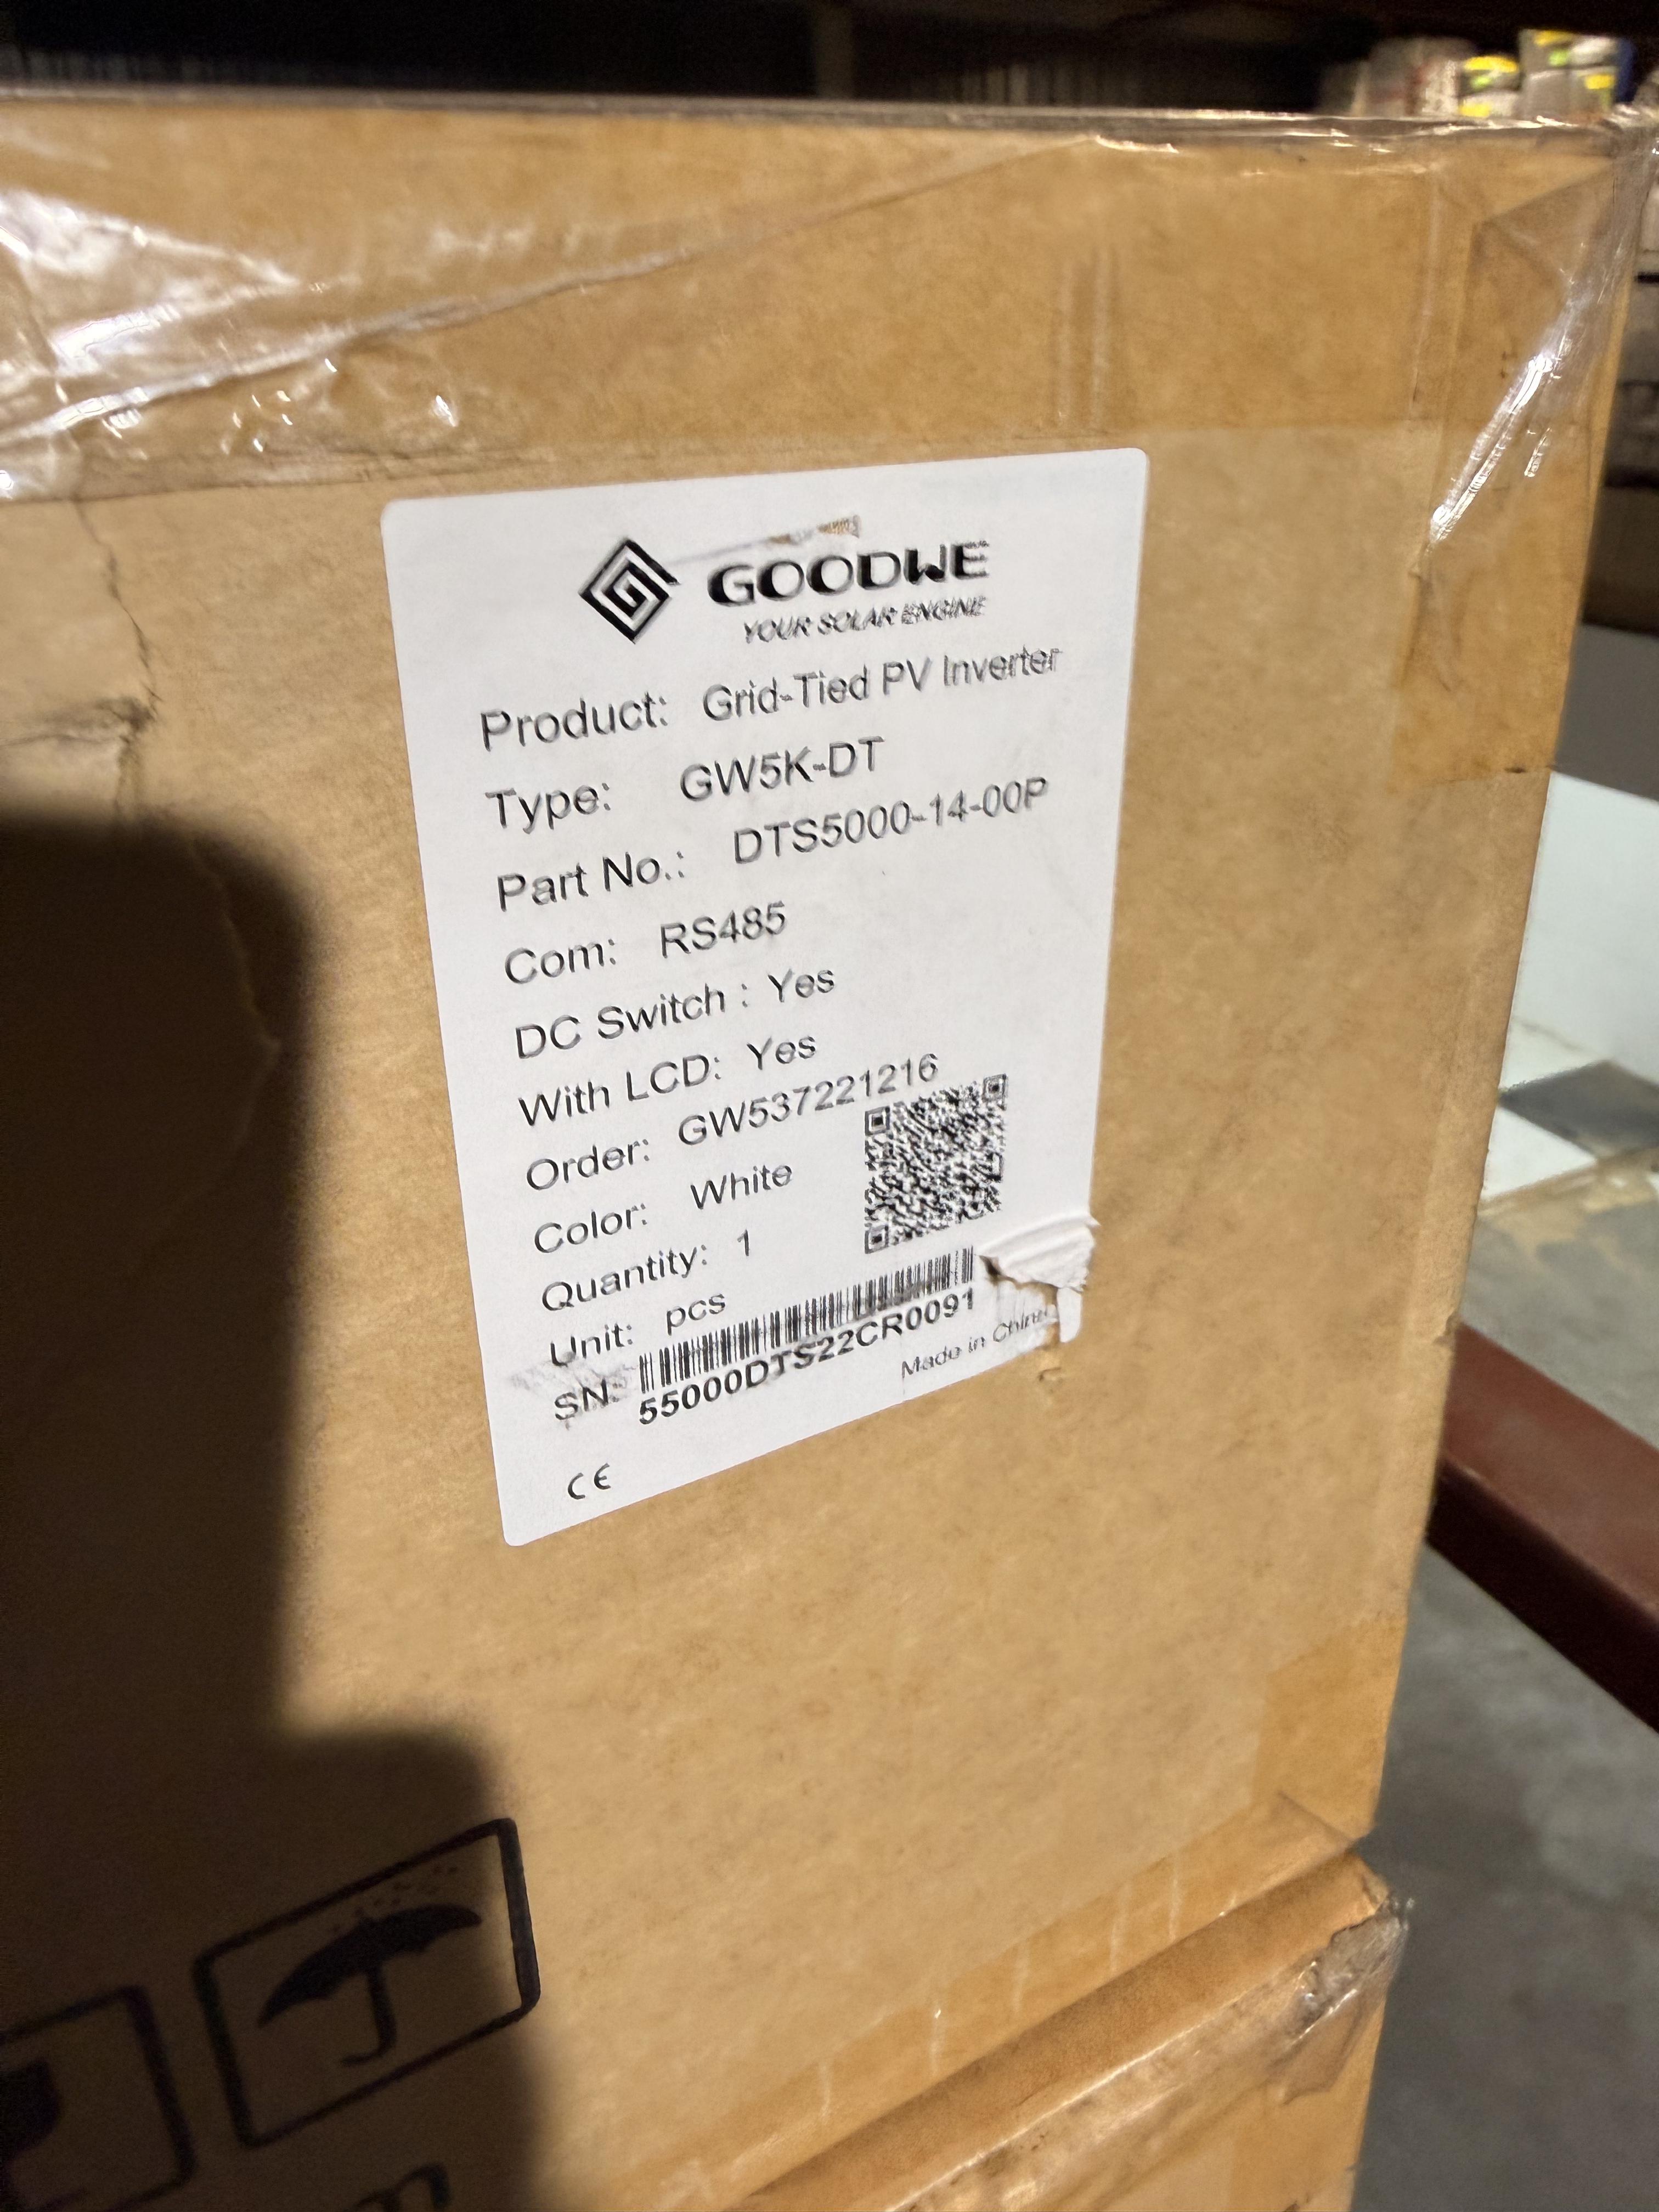 GOODWE
YOUR SOLAR ENGINE
Product: Grid-Tied PV Inverter
Type: GW5K-DT
Part No.: DTS5000-14-00P
Com: RS485
DC Switch : Yes
With LCD: Yes
Order: GW537221216
Color: White
Quantity: 1
Unit: pcs
SN:
55000DTS22CR0091
Made in China
CE